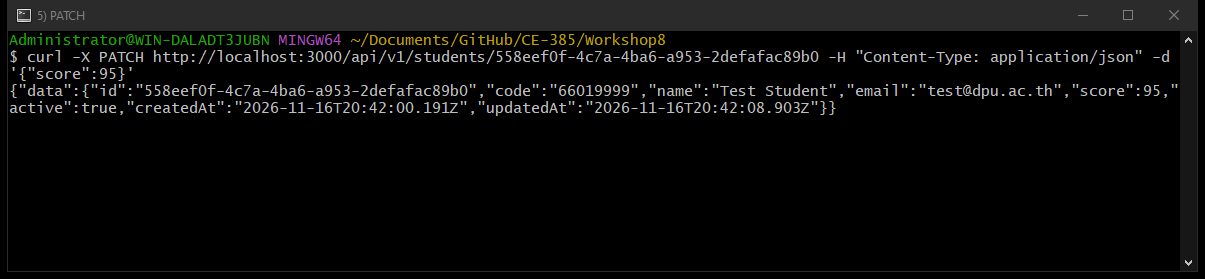 5) PATCH
Administrator@WIN-DALADT3JUBN MINGW64 ~/Documents/GitHub/CE-385/Workshop8
$ curl -X PATCH http://localhost:3000/api/v1/students/558eef0f-4c7a-4ba6-a953-2defafac89b0 -H "Content-Type: application/json" -d
'{"score":95}'
{"data":{"id":"558eef0f-4c7a-4ba6-a953-2defafac89b0","code":"66019999","name":"Test Student","email":"test@dpu.ac.th","score":95,"
active":true,"createdAt":"2026-11-16T20:42:00.191Z","updatedAt":"2026-11-16T20:42:08.903Z"}}